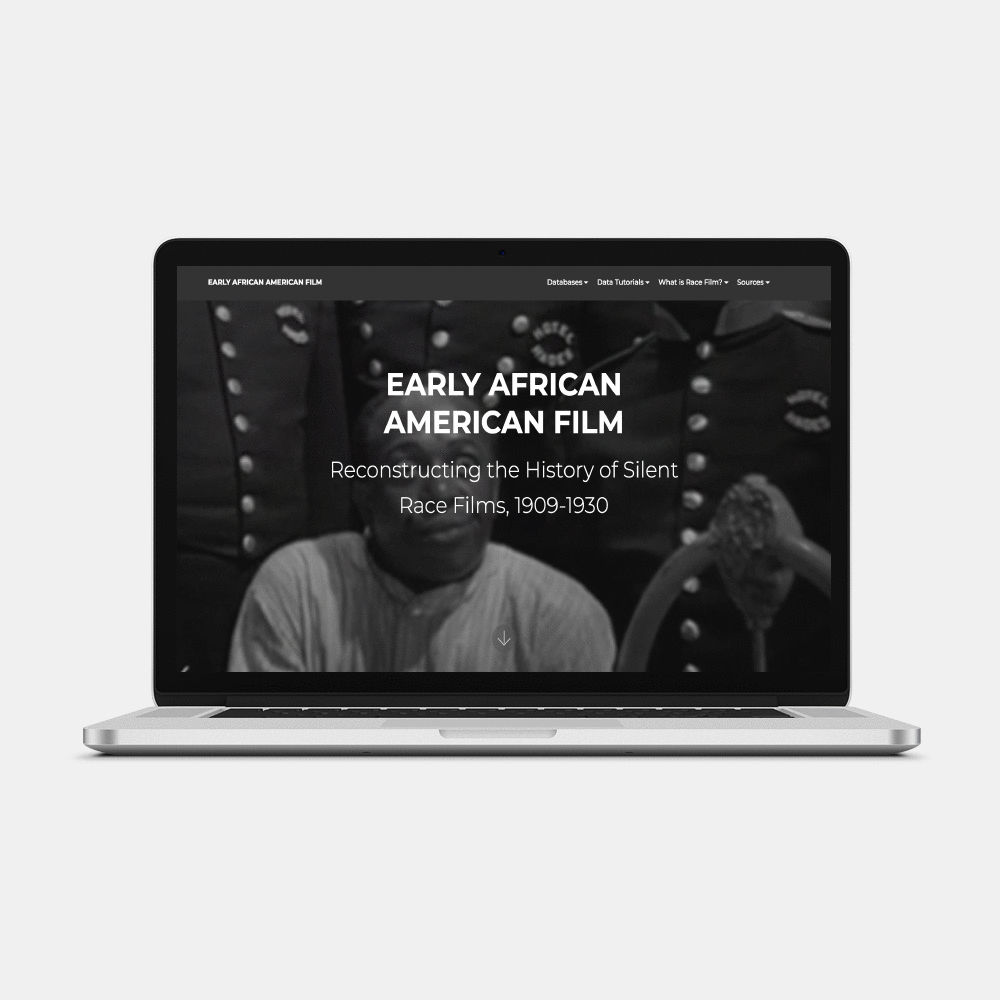 EARLY AFRICAN AMERICAN FILM
Databases Data Tutorials What is Race Film? Sources
HOTEL
EARLY AFRICAN
AMERICAN FILM
Reconstructing the History of Silent
Race Films, 1909-1930